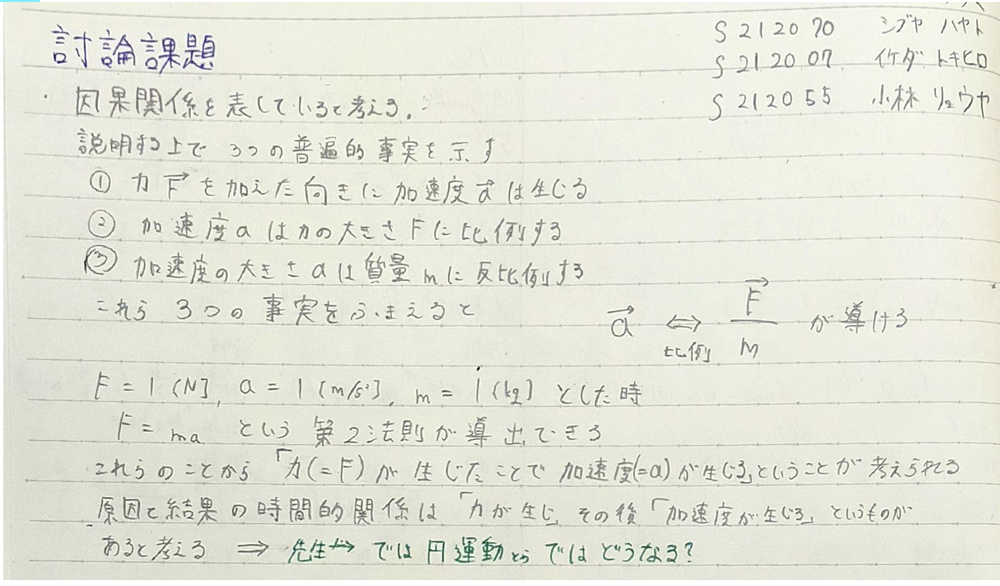 討論課題
S 212070 シブヤ ハヤト
S 212007 イケダ トキヒロ
S 212055 小林 リュウヤ
・因果関係を表していると考える。
説明する上で 3つの普遍的事実を示す
① 力 F→ を加えた向きに加速度 a→ は生じる
② 加速度aは力の大きさFに比例する
③ 加速度の大きさaは質量mに反比例する
これら3つの事実をふまえると
a→ ⇔ F→/m が導ける
比例
F = 1 [N], a = 1 [m/s²], m = 1 [kg] とした時
F = ma という 第2法則が導出できる
これらのことから「力(=F)が生じたことで加速度(=a)が生じる」ということが考えられる
原因と結果の時間的関係は「力が生じ」その後「加速度が生じる」というものが
あると考える ⇒ 先生 では円運動 ではどうなる?